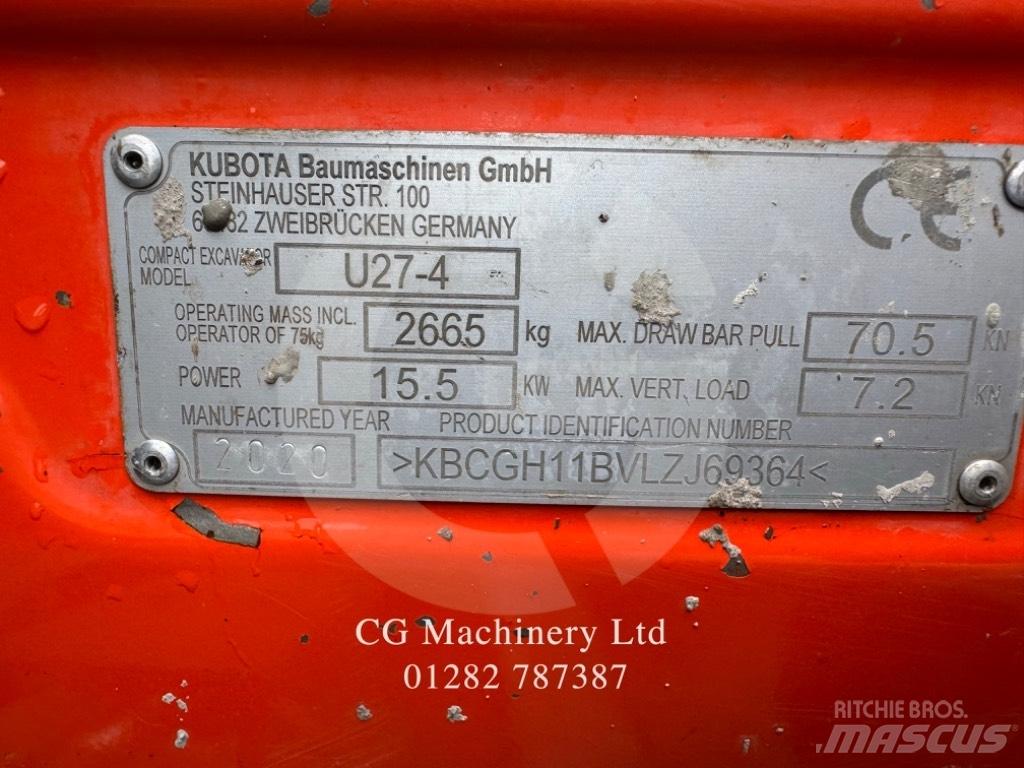 KUBOTA Baumaschinen GmbH
STEINHAUSER STR. 100
ZWEIBRÜCKEN GERMANY
CE
COMPACT EXCAVATOR MODEL U27-4
OPERATING MASS INCL. OPERATOR OF 75kg 2665 kg
MAX. DRAW BAR PULL 70.5 KN
POWER 15.5 KW
MAX. VERT. LOAD 7.2 KN
MANUFACTURED YEAR
PRODUCT IDENTIFICATION NUMBER
2020
>KBCGH11BVLZJ69364<
CG Machinery Ltd
01282 787387
RITCHIE BROS.
MASCUS